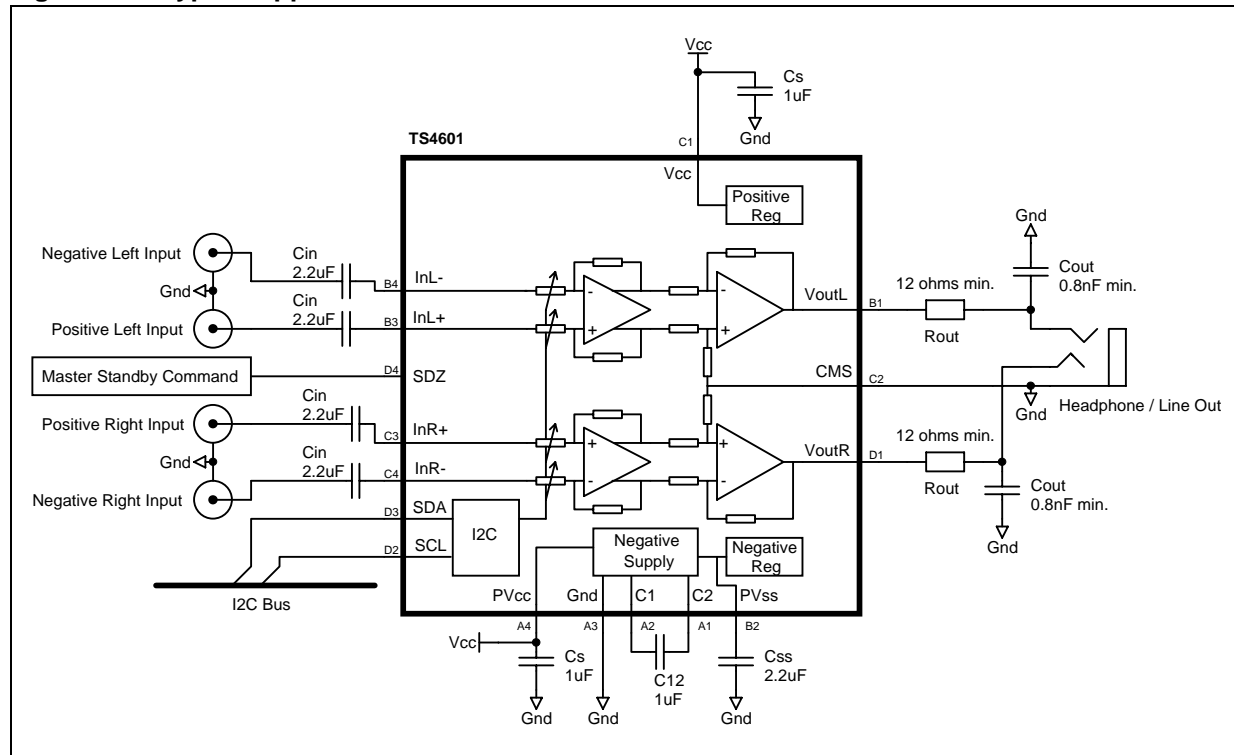 Vcc
Cs
1uF
Gnd
TS4601
C1
Vcc
Positive
Reg
Negative Left Input
Cin
2.2uF
B4
InL-
Gnd
Cin
2.2uF
B3
InL+
Positive Left Input
Master Standby Command
D4
SDZ
Positive Right Input
Cin
2.2uF
C3
InR+
Gnd
Cin
2.2uF
C4
InR-
Negative Right Input
D3
SDA
D2
SCL
I2C
I2C Bus
-
+
-
+
+
-
+
-
VoutL
B1
12 ohms min.
Rout
Gnd
Cout
0.8nF min.
CMS
C2
Gnd
Headphone / Line Out
VoutR
D1
12 ohms min.
Rout
Cout
0.8nF min.
Gnd
Negative
Supply
Negative
Reg
PVcc
Gnd
C1
C2
PVss
A4
A3
A2
A1
B2
Vcc
Cs
1uF
Gnd
Gnd
C12
1uF
Css
2.2uF
Gnd